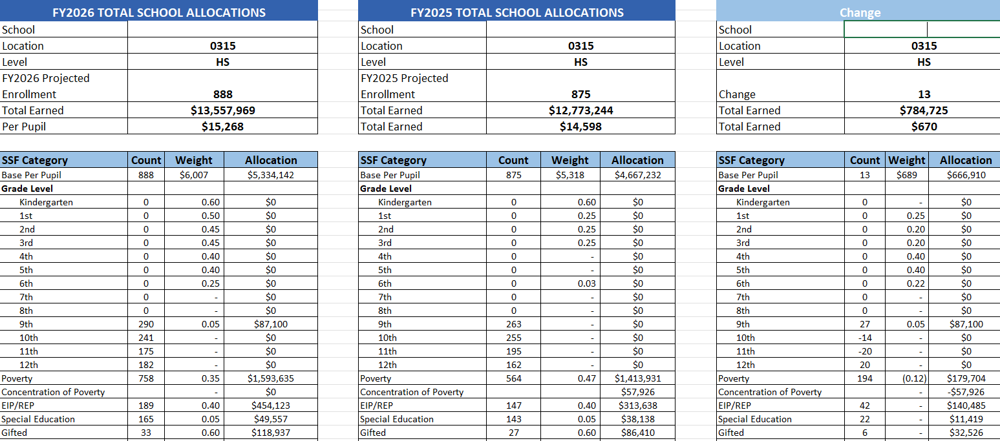 FY2026 TOTAL SCHOOL ALLOCATIONS FY2025 TOTAL SCHOOL ALLOCATIONS Change
School School School
Location 0315 Location 0315 Location 0315
Level HS Level HS Level HS
FY2026 Projected FY2025 Projected
Enrollment 888 Enrollment 875 Change 13
Total Earned $13,557,969 Total Earned $12,773,244 Total Earned $784,725
Per Pupil $15,268 Total Earned $14,598 Total Earned $670
SSF Category Count Weight Allocation SSF Category Count Weight Allocation SSF Category Count Weight Allocation
Base Per Pupil 888 $6,007 $5,334,142 Base Per Pupil 875 $5,318 $4,667,232 Base Per Pupil 13 $689 $666,910
Grade Level Grade Level Grade Level
Kindergarten 0 0.60 $0 Kindergarten 0 0.60 $0 Kindergarten 0 - $0
1st 0 0.50 $0 1st 0 0.25 $0 1st 0 0.25 $0
2nd 0 0.45 $0 2nd 0 0.25 $0 2nd 0 0.20 $0
3rd 0 0.45 $0 3rd 0 0.25 $0 3rd 0 0.20 $0
4th 0 0.40 $0 4th 0 - $0 4th 0 0.40 $0
5th 0 0.40 $0 5th 0 - $0 5th 0 0.40 $0
6th 0 0.25 $0 6th 0 0.03 $0 6th 0 0.22 $0
7th 0 - $0 7th 0 - $0 7th 0 - $0
8th 0 - $0 8th 0 - $0 8th 0 - $0
9th 290 0.05 $87,100 9th 263 - $0 9th 27 0.05 $87,100
10th 241 - $0 10th 255 - $0 10th -14 - $0
11th 175 - $0 11th 195 - $0 11th -20 - $0
12th 182 - $0 12th 162 - $0 12th 20 - $0
Poverty 758 0.35 $1,593,635 Poverty 564 0.47 $1,413,931 Poverty 194 (0.12) $179,704
Concentration of Poverty - $0 Concentration of Poverty $57,926 Concentration of Poverty - -$57,926
EIP/REP 189 0.40 $454,123 EIP/REP 147 0.40 $313,638 EIP/REP 42 - $140,485
Special Education 165 0.05 $49,557 Special Education 143 0.05 $38,138 Special Education 22 - $11,419
Gifted 33 0.60 $118,937 Gifted 27 0.60 $86,410 Gifted 6 - $32,526